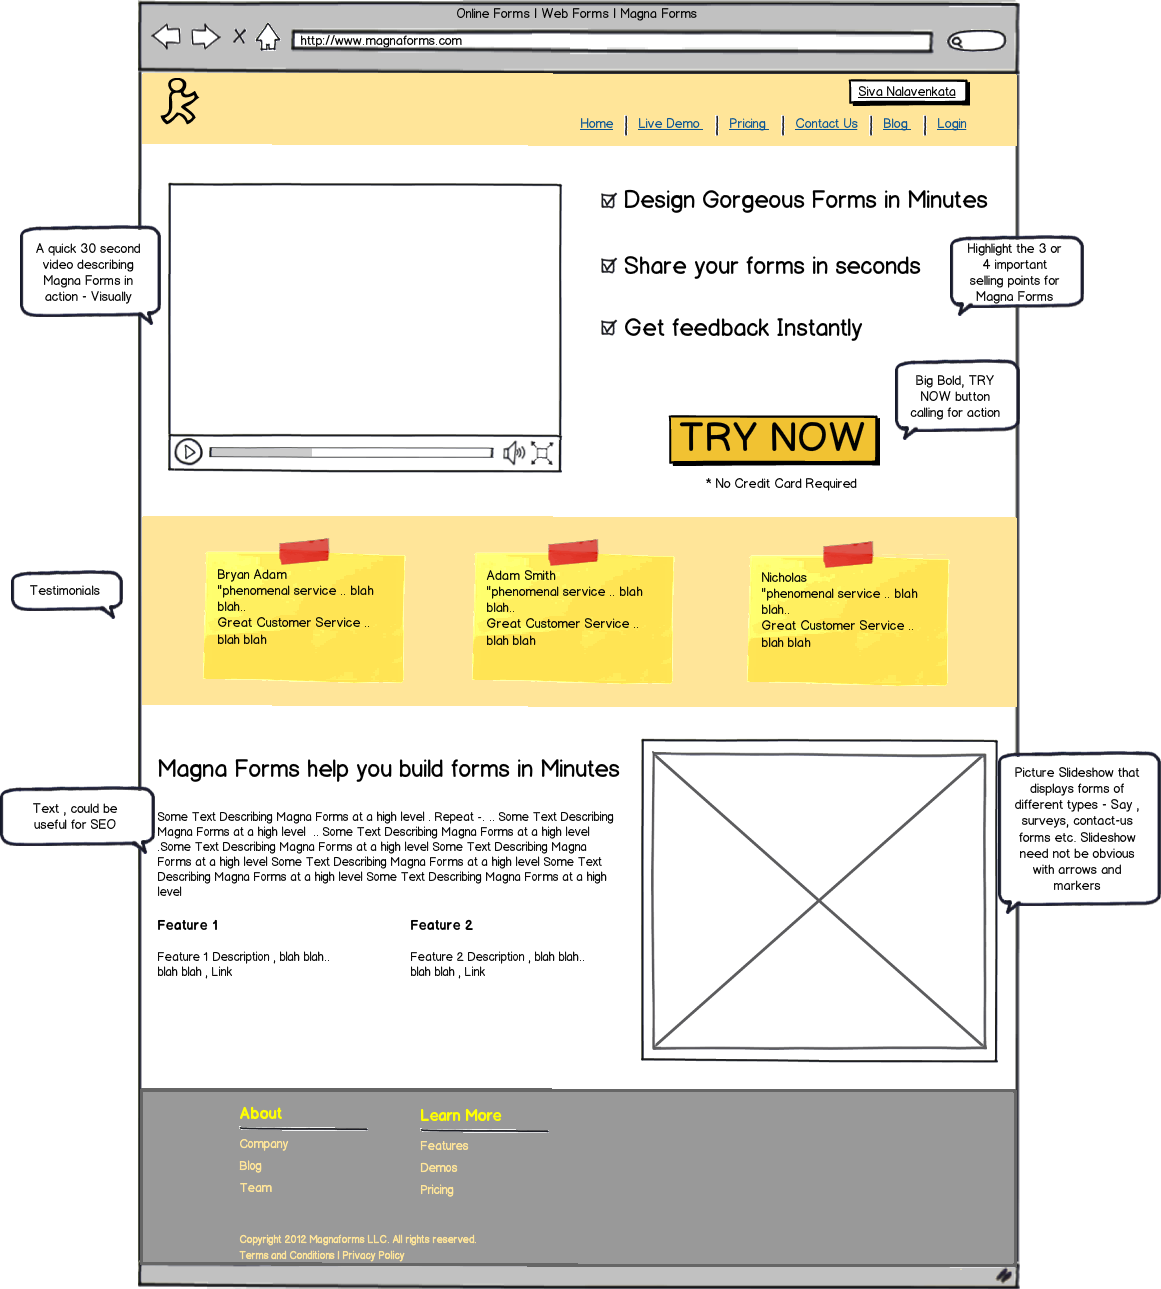 Online Forms | Web Forms | Magna Forms
http://www.magnaforms.com
Siva Nalavenkata
Home
Live Demo
Pricing
Contact Us
Blog
Login
A quick 30 second
video describing
Magna Forms in
action - Visually
Design Gorgeous Forms in Minutes
Share your forms in seconds
Get feedback Instantly
Highlight the 3 or
4 important
selling points for
Magna Forms
Big Bold, TRY
NOW button
calling for action
TRY NOW
* No Credit Card Required
Testimonials
Bryan Adam
"phenomenal service .. blah
blah..
Great Customer Service ..
blah blah
Adam Smith
"phenomenal service .. blah
blah..
Great Customer Service ..
blah blah
Nicholas
"phenomenal service .. blah
blah..
Great Customer Service ..
blah blah
Magna Forms help you build forms in Minutes
Text , could be
useful for SEO
Some Text Describing Magna Forms at a high level . Repeat -. .. Some Text Describing
Magna Forms at a high level  .. Some Text Describing Magna Forms at a high level
.Some Text Describing Magna Forms at a high level Some Text Describing Magna
Forms at a high level Some Text Describing Magna Forms at a high level Some Text
Describing Magna Forms at a high level Some Text Describing Magna Forms at a high
level
Feature 1
Feature 1 Description , blah blah..
blah blah , Link
Feature 2
Feature 2 Description , blah blah..
blah blah , Link
Picture Slideshow that
displays forms of
different types - Say ,
surveys, contact-us
forms etc. Slideshow
need not be obvious
with arrows and
markers
About
Company
Blog
Team
Learn More
Features
Demos
Pricing
Copyright 2012 Magnaforms LLC. All rights reserved.
Terms and Conditions | Privacy Policy